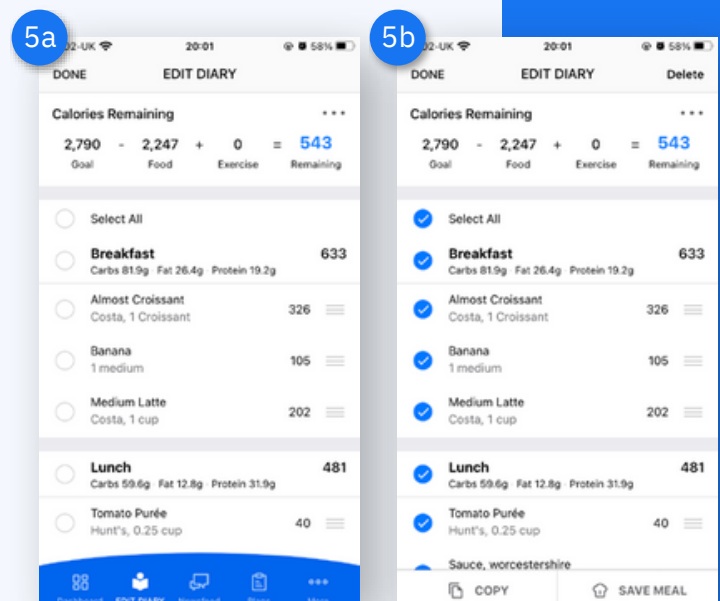 5a
02-UK 20:01 58%
DONE EDIT DIARY
Calories Remaining
2,790 - 2,247 + 0 = 543
Goal Food Exercise Remaining
Select All
Breakfast 633
Carbs 81.9g · Fat 26.4g · Protein 19.2g
Almost Croissant
Costa, 1 Croissant 326
Banana
1 medium 105
Medium Latte
Costa, 1 cup 202
Lunch 481
Carbs 59.6g · Fat 12.8g · Protein 31.9g
Tomato Purée
Hunt's, 0.25 cup 40
EDIT DIARY
5b
2-UK 20:01 58%
DONE EDIT DIARY Delete
Calories Remaining
2,790 - 2,247 + 0 = 543
Goal Food Exercise Remaining
Select All
Breakfast 633
Carbs 81.9g · Fat 26.4g · Protein 19.2g
Almost Croissant
Costa, 1 Croissant 326
Banana
1 medium 105
Medium Latte
Costa, 1 cup 202
Lunch 481
Carbs 59.6g · Fat 12.8g · Protein 31.9g
Tomato Purée
Hunt's, 0.25 cup 40
Sauce, worcestershire
COPY SAVE MEAL